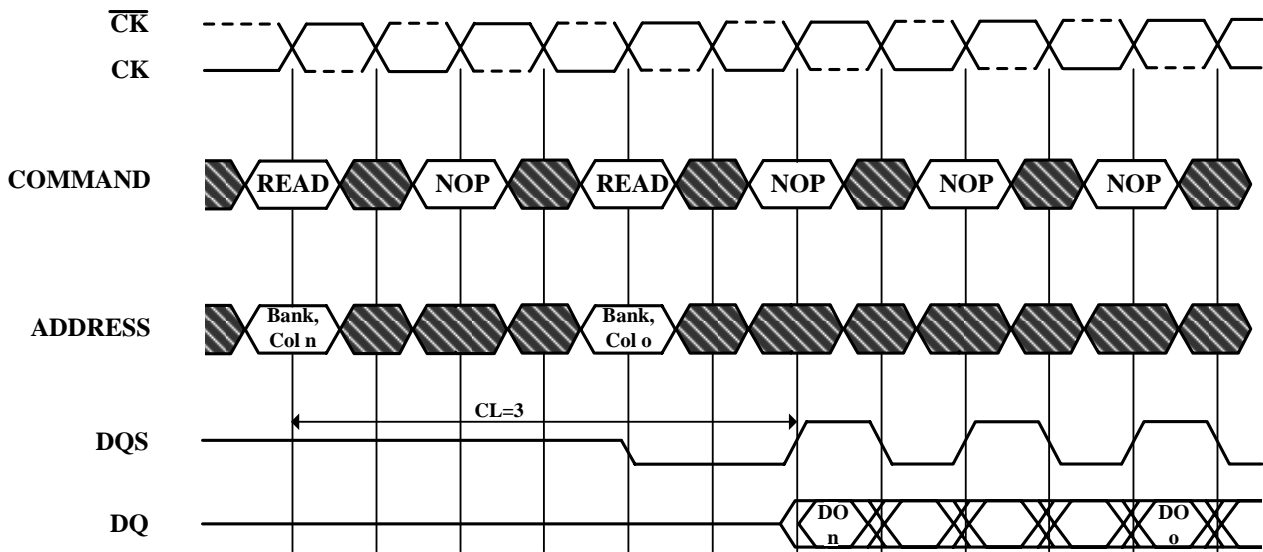 CK
CK
COMMAND READ NOP READ NOP NOP NOP
ADDRESS
Bank,
Col n
Bank,
Col o
CL=3
DQS
DQ
DO
n
DO
o